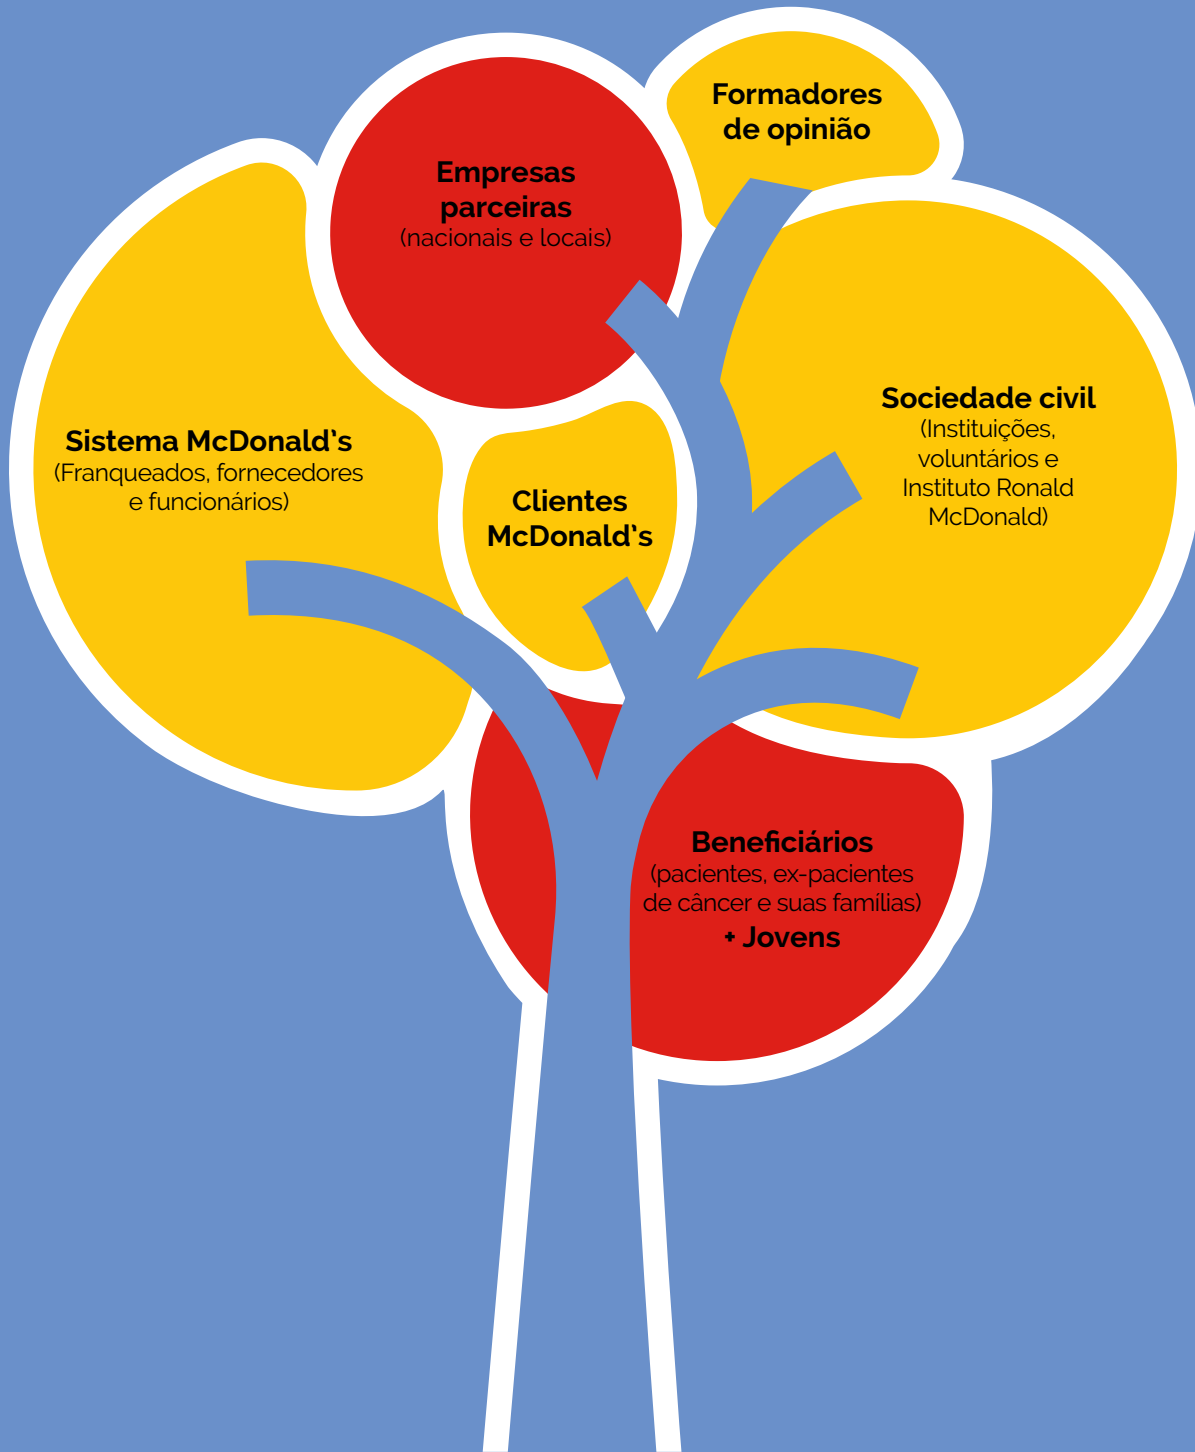 Formadores
de opinião
Empresas
parceiras
(nacionais e locais)
Sociedade civil
(Instituições,
voluntários e
Instituto Ronald
McDonald)
Sistema McDonald's
(Franqueados, fornecedores
e funcionários)
Clientes
McDonald's
Beneficiários
(pacientes, ex-pacientes
de câncer e suas famílias)
+ Jovens